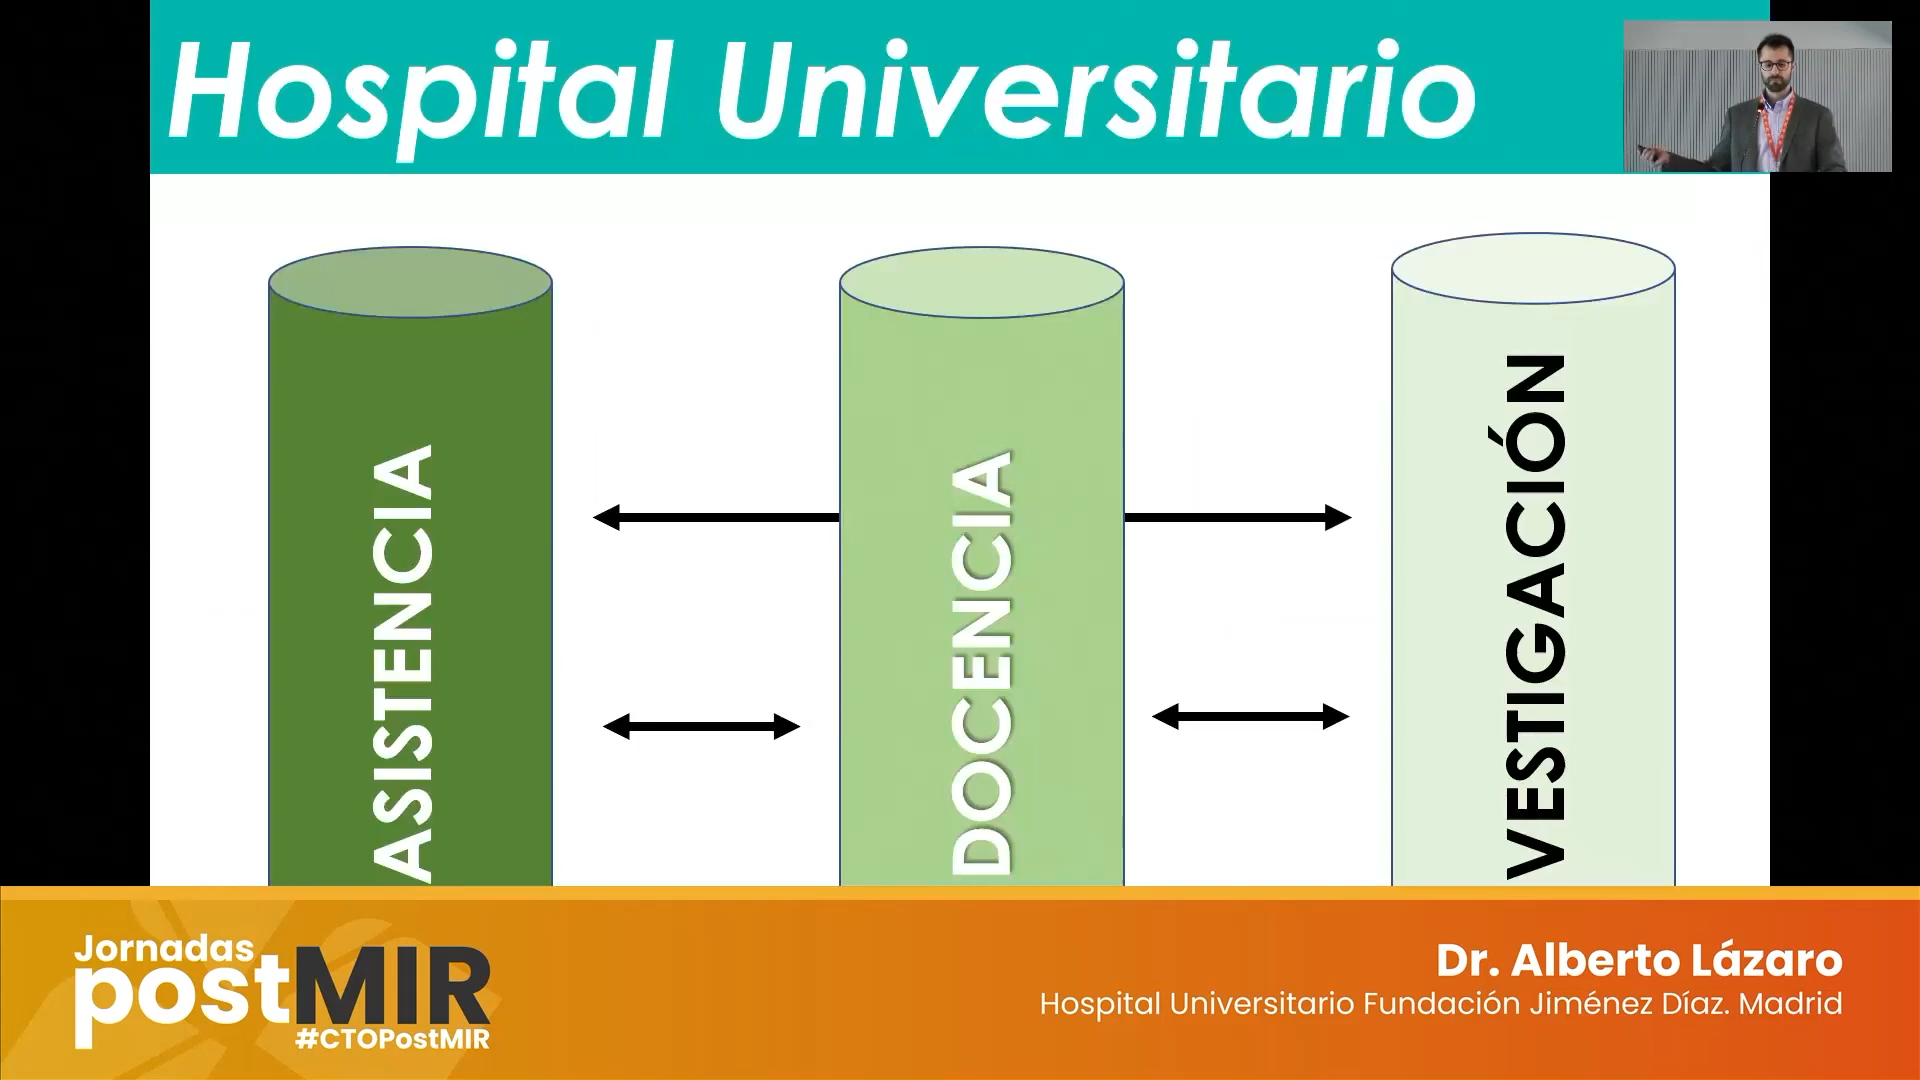 Hospital Universitario
ASISTENCIA
DOCENCIA
VESTIGACIÓN
Jornadas
postMIR
#CTOPostMIR
Dr. Alberto Lázaro
Hospital Universitario Fundación Jiménez Díaz. Madrid